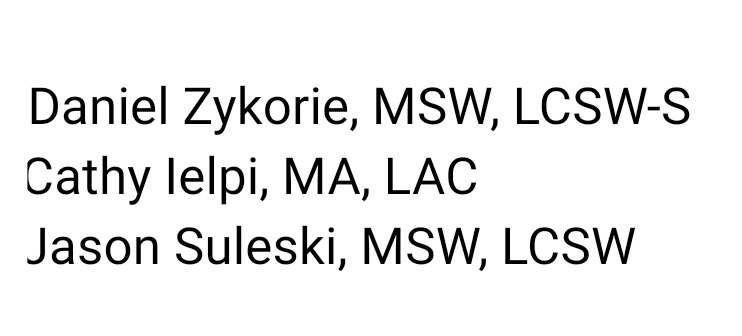 Daniel Zykorie, MSW, LCSW-S
Cathy Ielpi, MA, LAC
Jason Suleski, MSW, LCSW